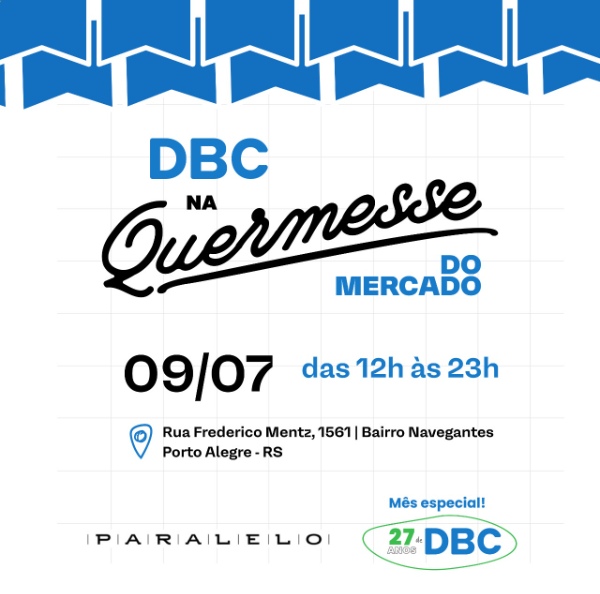 DBC
NA
Quermesse
DO
MERCADO
09/07 das 12h às 23h
Rua Frederico Mentz, 1561 | Bairro Navegantes
Porto Alegre - RS
Mês especial!
|P|A|R|A|L|E|L|O|
27 de
ANOS
DBC